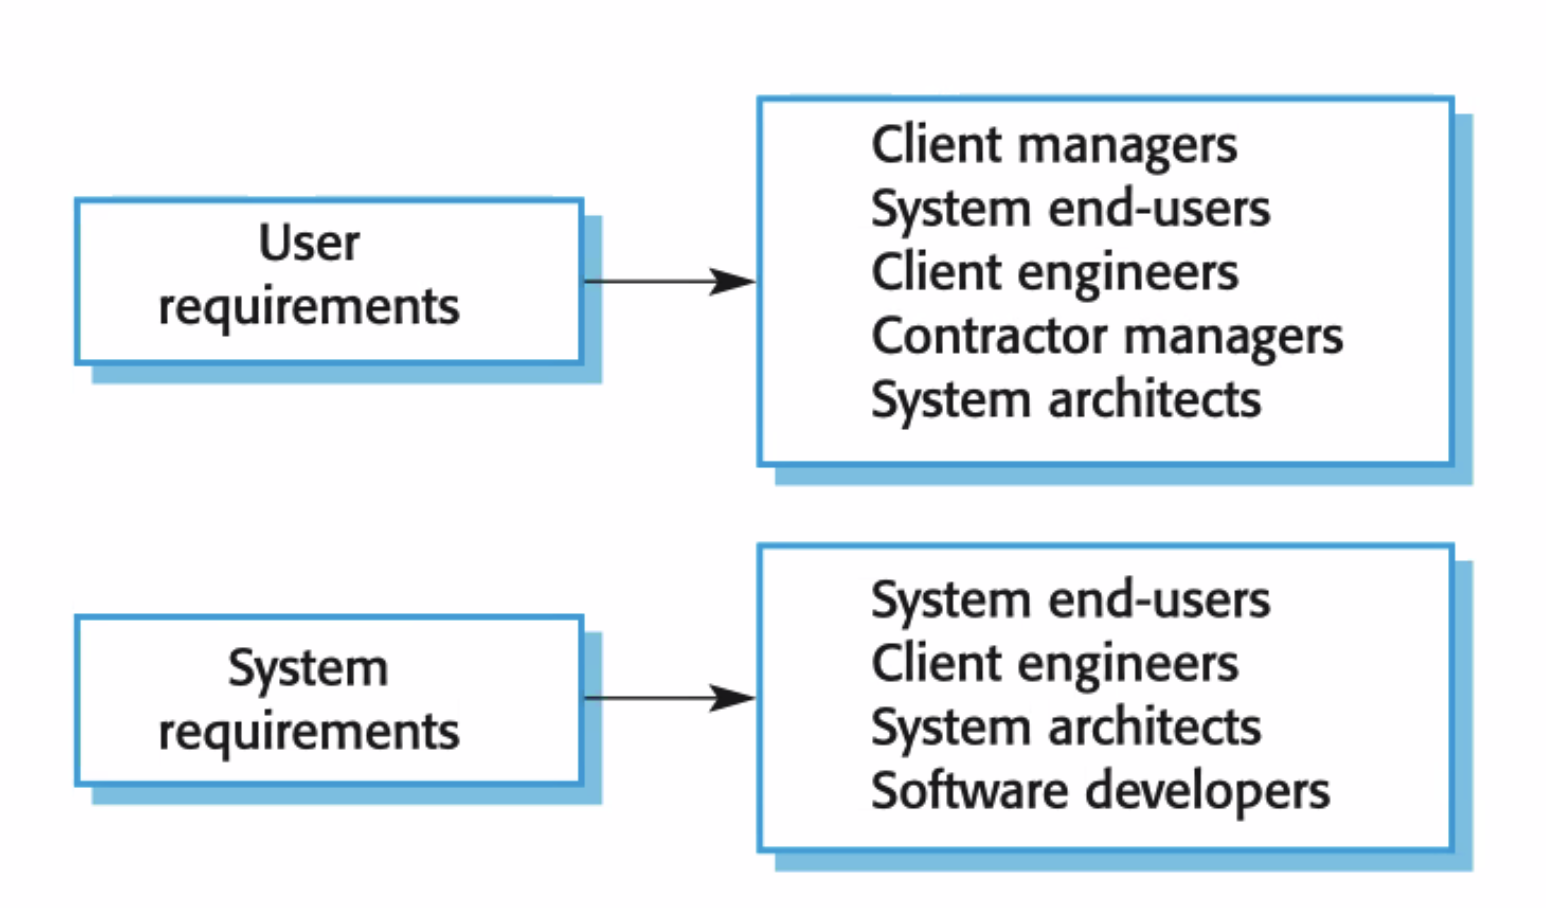 User
requirements
Client managers
System end-users
Client engineers
Contractor managers
System architects
System
requirements
System end-users
Client engineers
System architects
Software developers